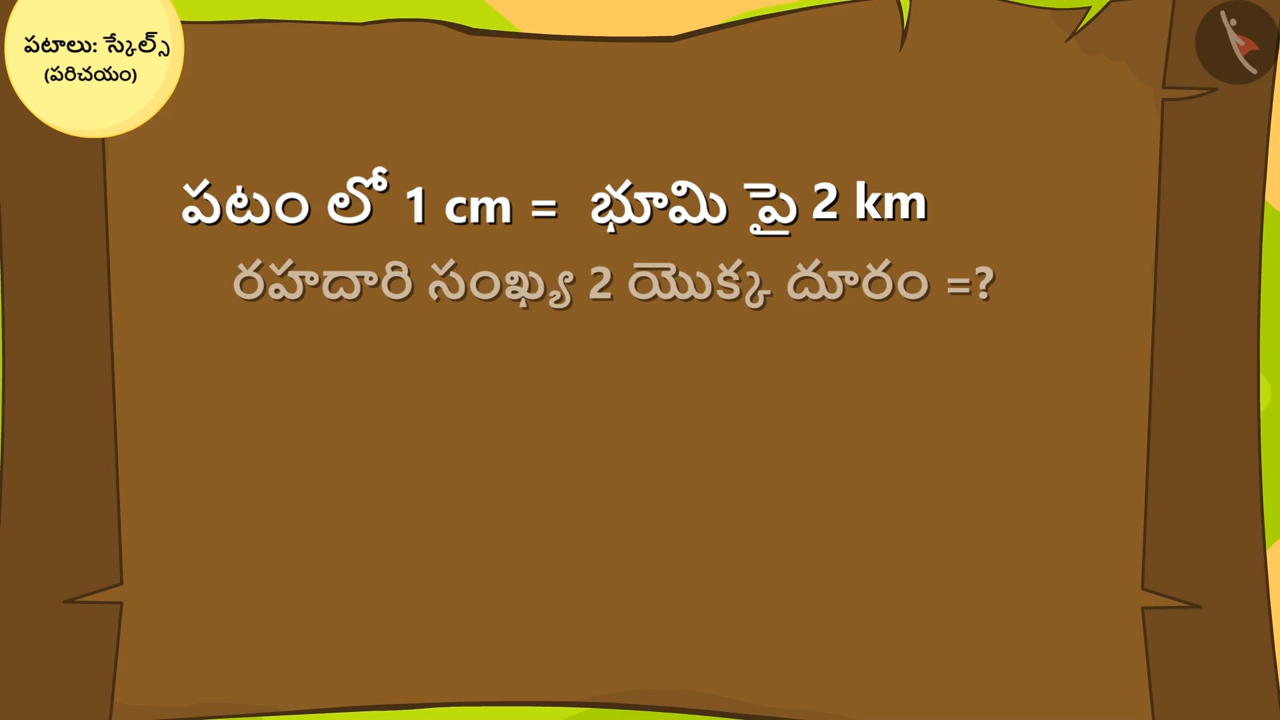 పటాలు: స్కేల్స్
(పరిచయం)
పటం లో 1 cm = భూమి పై 2 km
రహదారి సంఖ్య 2 యొక్క దూరం =?